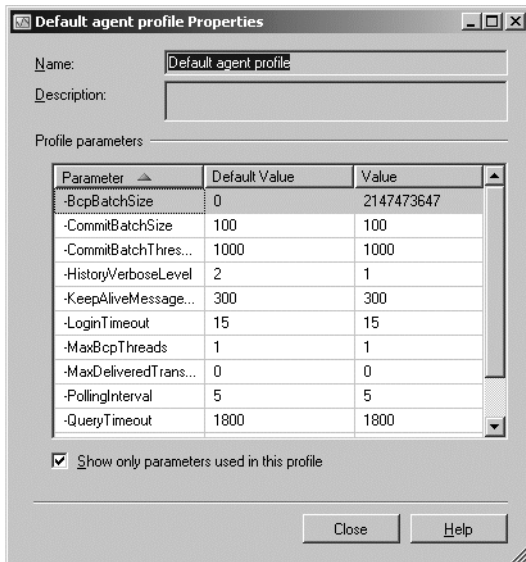 Default agent profile Properties
Name: Default agent profile
Description:
Profile parameters
Parameter Default Value Value
-BcpBatchSize 0 2147473647
-CommitBatchSize 100 100
-CommitBatchThres... 1000 1000
-HistoryVerboseLevel 2 1
-KeepAliveMessage... 300 300
-LoginTimeout 15 15
-MaxBcpThreads 1 1
-MaxDeliveredTrans... 0 0
-PollingInterval 5 5
-QueryTimeout 1800 1800
Show only parameters used in this profile
Close Help